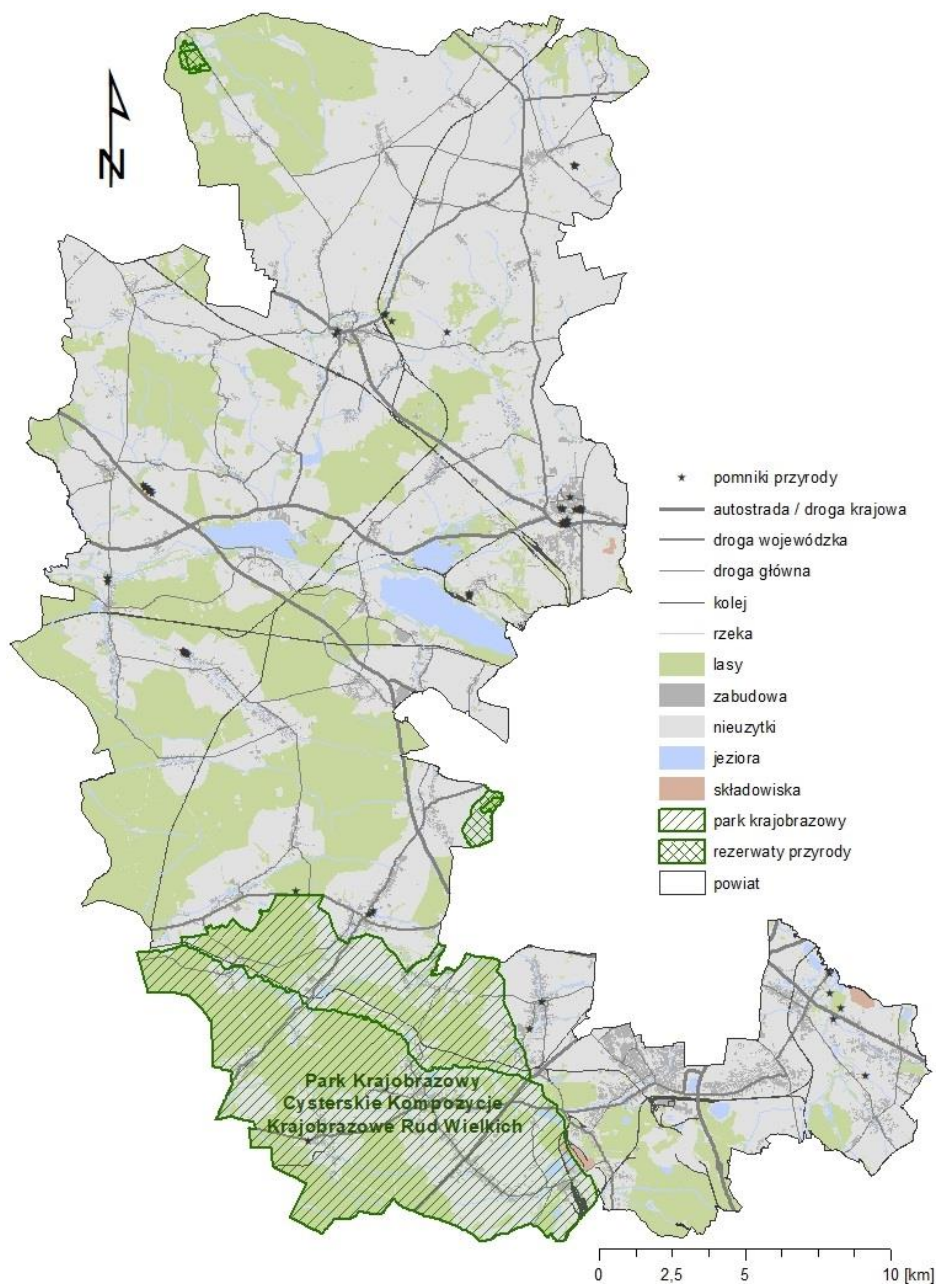 N
pomniki przyrody
autostrada / droga krajowa
droga wojewódzka
droga główna
kolej
rzeka
lasy
zabudowa
nieuzytki
jeziora
składowiska
park krajobrazowy
rezerwaty przyrody
powiat
Park Krajobrazowy
Cysterskie Kompozycje
Krajobrazowe Rud Wielkich
0 2,5 5 10 [km]